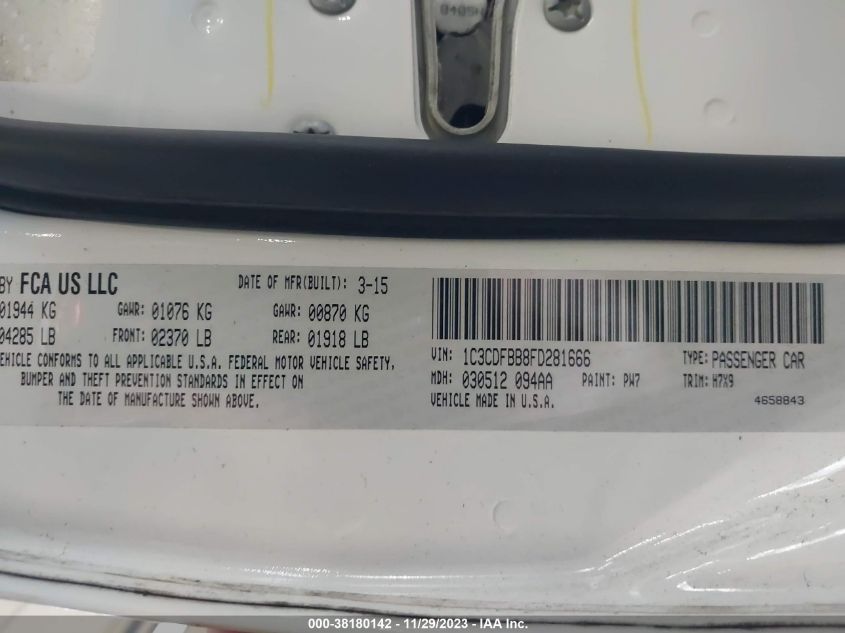 0405
BY FCA US LLC
DATE OF MFR(BUILT): 3-15
01944 KG GAWR: 01076 KG GAWR: 00870 KG
04285 LB FRONT: 02370 LB REAR: 01918 LB
VEHICLE CONFORMS TO ALL APPLICABLE U.S.A. FEDERAL MOTOR VEHICLE SAFETY,
BUMPER AND THEFT PREVENTION STANDARDS IN EFFECT ON
THE DATE OF MANUFACTURE SHOWN ABOVE.
VIN: 1C3CDFBB8FD281666 TYPE: PASSENGER CAR
MDH: 030512 094AA PAINT: PW7 TRIM: H7X9
VEHICLE MADE IN U.S.A. 4658843
000-38180142 - 11/29/2023 - IAA Inc.